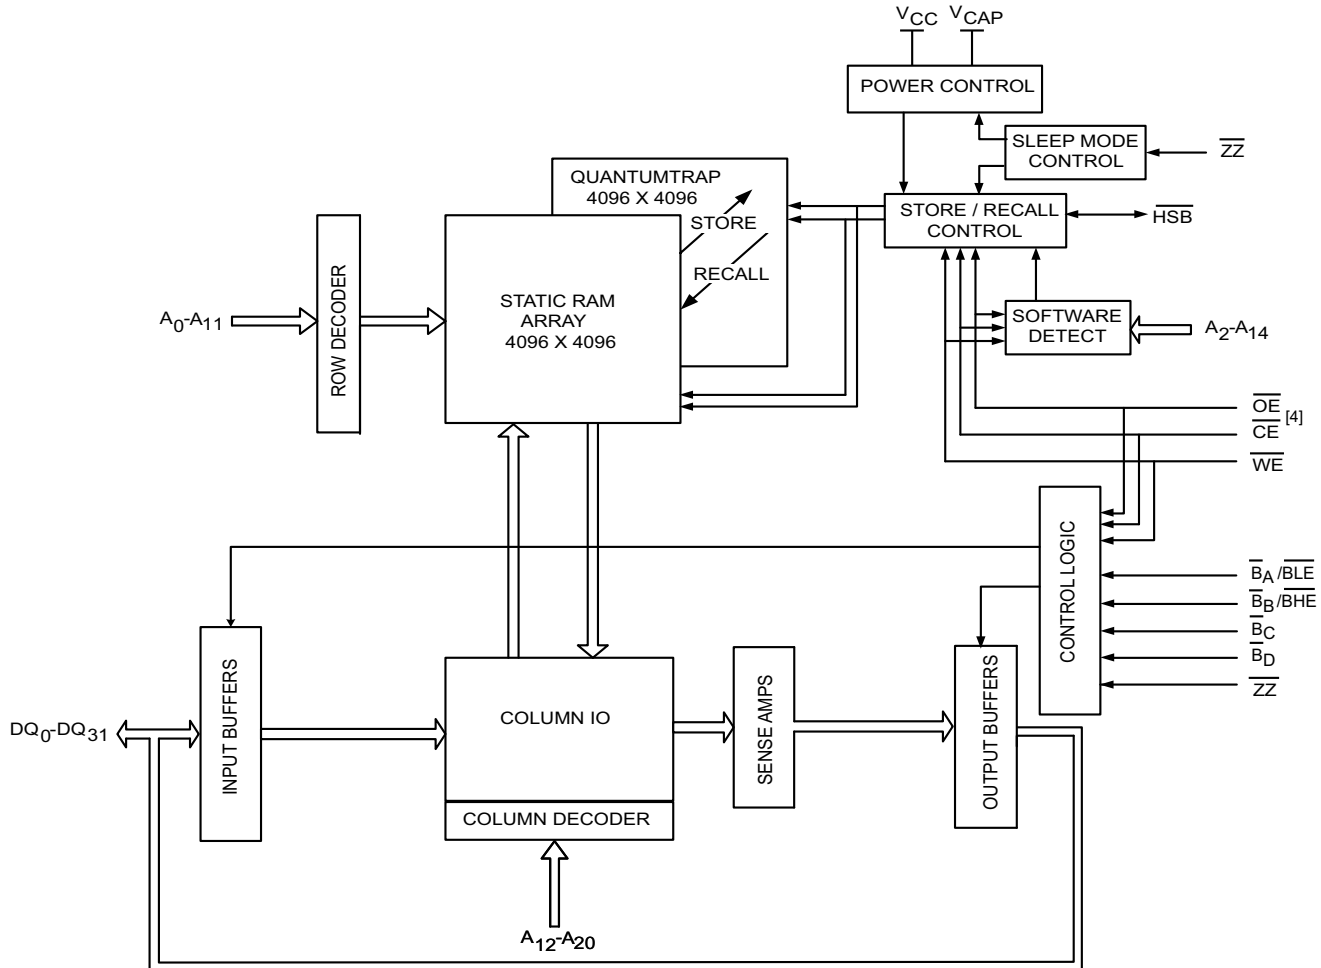 VCC
VCAP
POWER CONTROL
SLEEP MODE
CONTROL
ZZ
QUANTUMTRAP
4096 X 4096
STORE
RECALL
STORE / RECALL
CONTROL
HSB
ROW DECODER
A0-A11
STATIC RAM
ARRAY
4096 X 4096
SOFTWARE
DETECT
A2-A14
OE
CE [4]
WE
CONTROL LOGIC
BA/BLE
BB/BHE
BC
BD
ZZ
DQ0-DQ31
INPUT BUFFERS
COLUMN IO
COLUMN DECODER
SENSE AMPS
OUTPUT BUFFERS
A12-A20